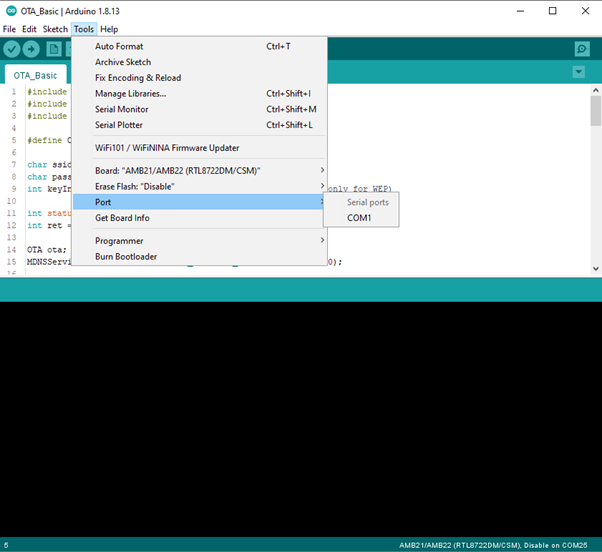 OTA_Basic | Arduino 1.8.13
File Edit Sketch Tools Help
OTA_Basic
Auto Format Ctrl+T
Archive Sketch
Fix Encoding & Reload
Manage Libraries... Ctrl+Shift+I
Serial Monitor Ctrl+Shift+M
Serial Plotter Ctrl+Shift+L
WiFi101 / WiFiNINA Firmware Updater
Board: "AMB21/AMB22 (RTL8722DM/CSM)"
Erase Flash: "Disable"
Port
Get Board Info
Programmer
Burn Bootloader
Serial ports
COM1
1 #include
2 #include
3 #include
4
5 #define O
6
7 char ssid
8 char pass
9 int keyIn only for WEP)
10
11 int statu
12 int ret =
13
14 OTA ota;
15 MDNSServi 0);
16
5 AMB21/AMB22 (RTL8722DM/CSM), Disable on COM25